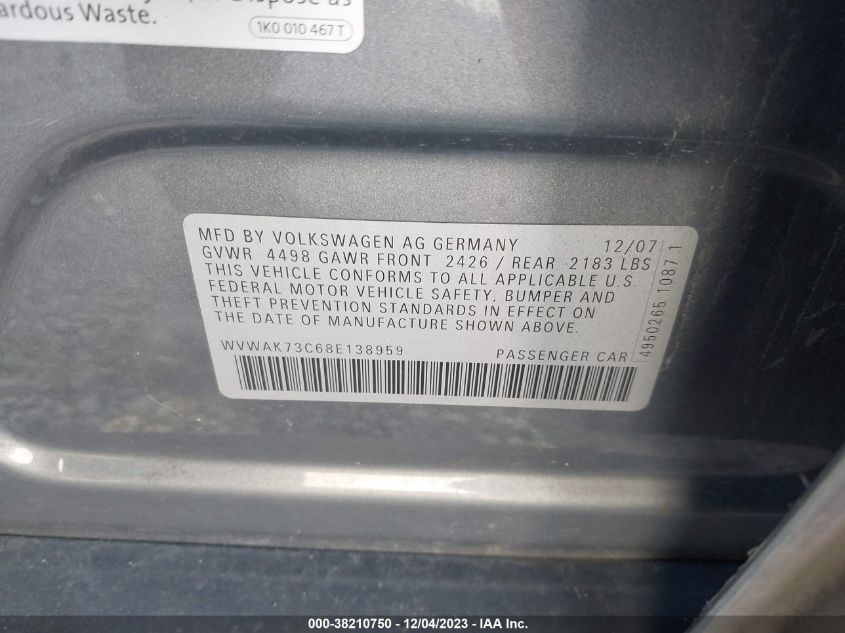 Dispose as
ardous Waste.
1K0 010 467 T
MFD BY VOLKSWAGEN AG GERMANY 12/07
GVWR 4498 GAWR FRONT 2426 / REAR 2183 LBS
THIS VEHICLE CONFORMS TO ALL APPLICABLE U.S.
FEDERAL MOTOR VEHICLE SAFETY, BUMPER AND
THEFT PREVENTION STANDARDS IN EFFECT ON
THE DATE OF MANUFACTURE SHOWN ABOVE.
WVWAK73C68E138959 PASSENGER CAR
4950265 1087.1
000-38210750 - 12/04/2023 - IAA Inc.